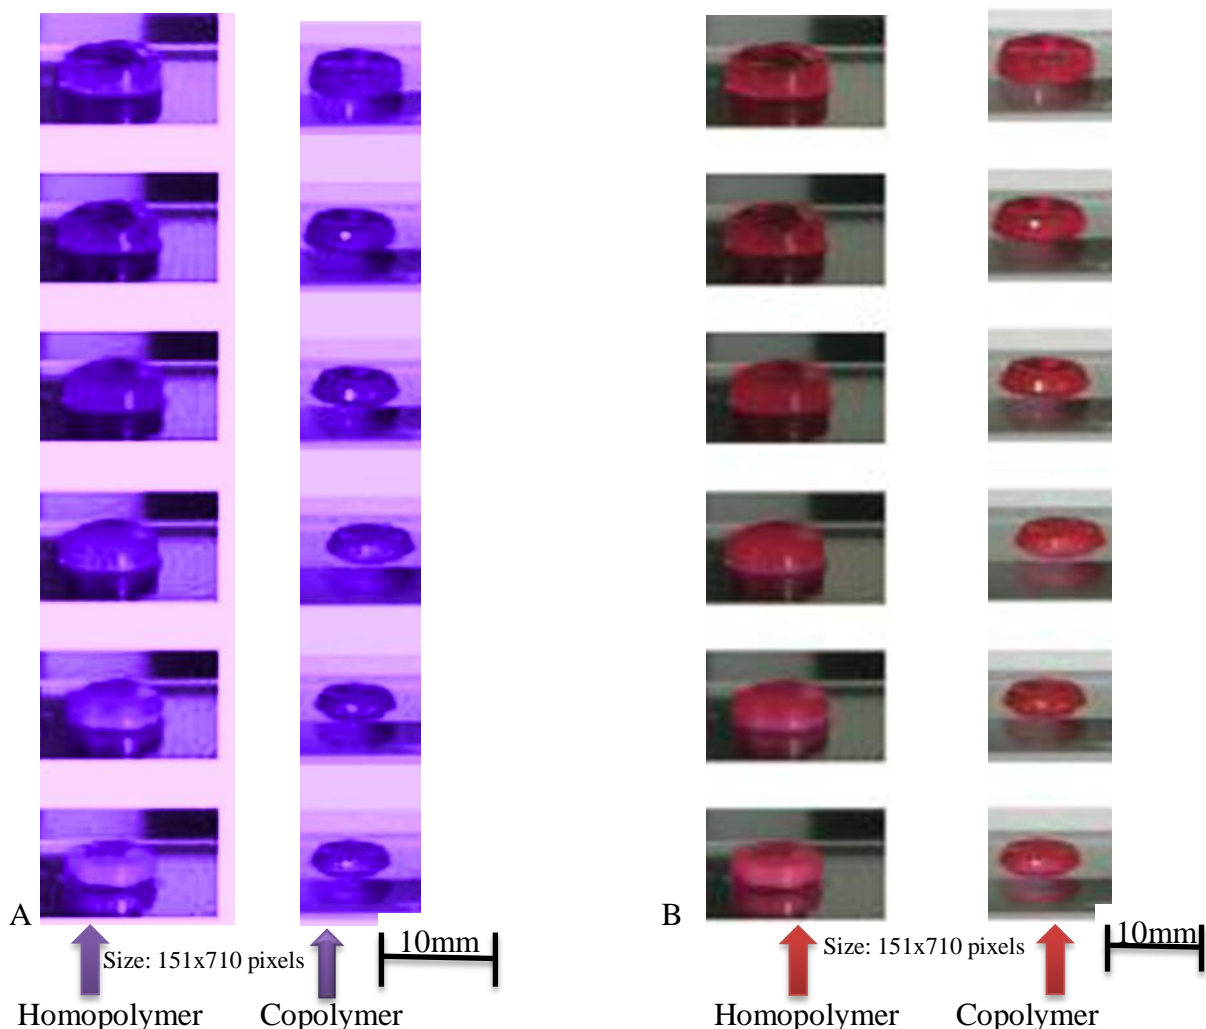 A
B
10mm
10mm
Size: 151x710 pixels
Size: 151x710 pixels
Homopolymer
Copolymer
Homopolymer
Copolymer